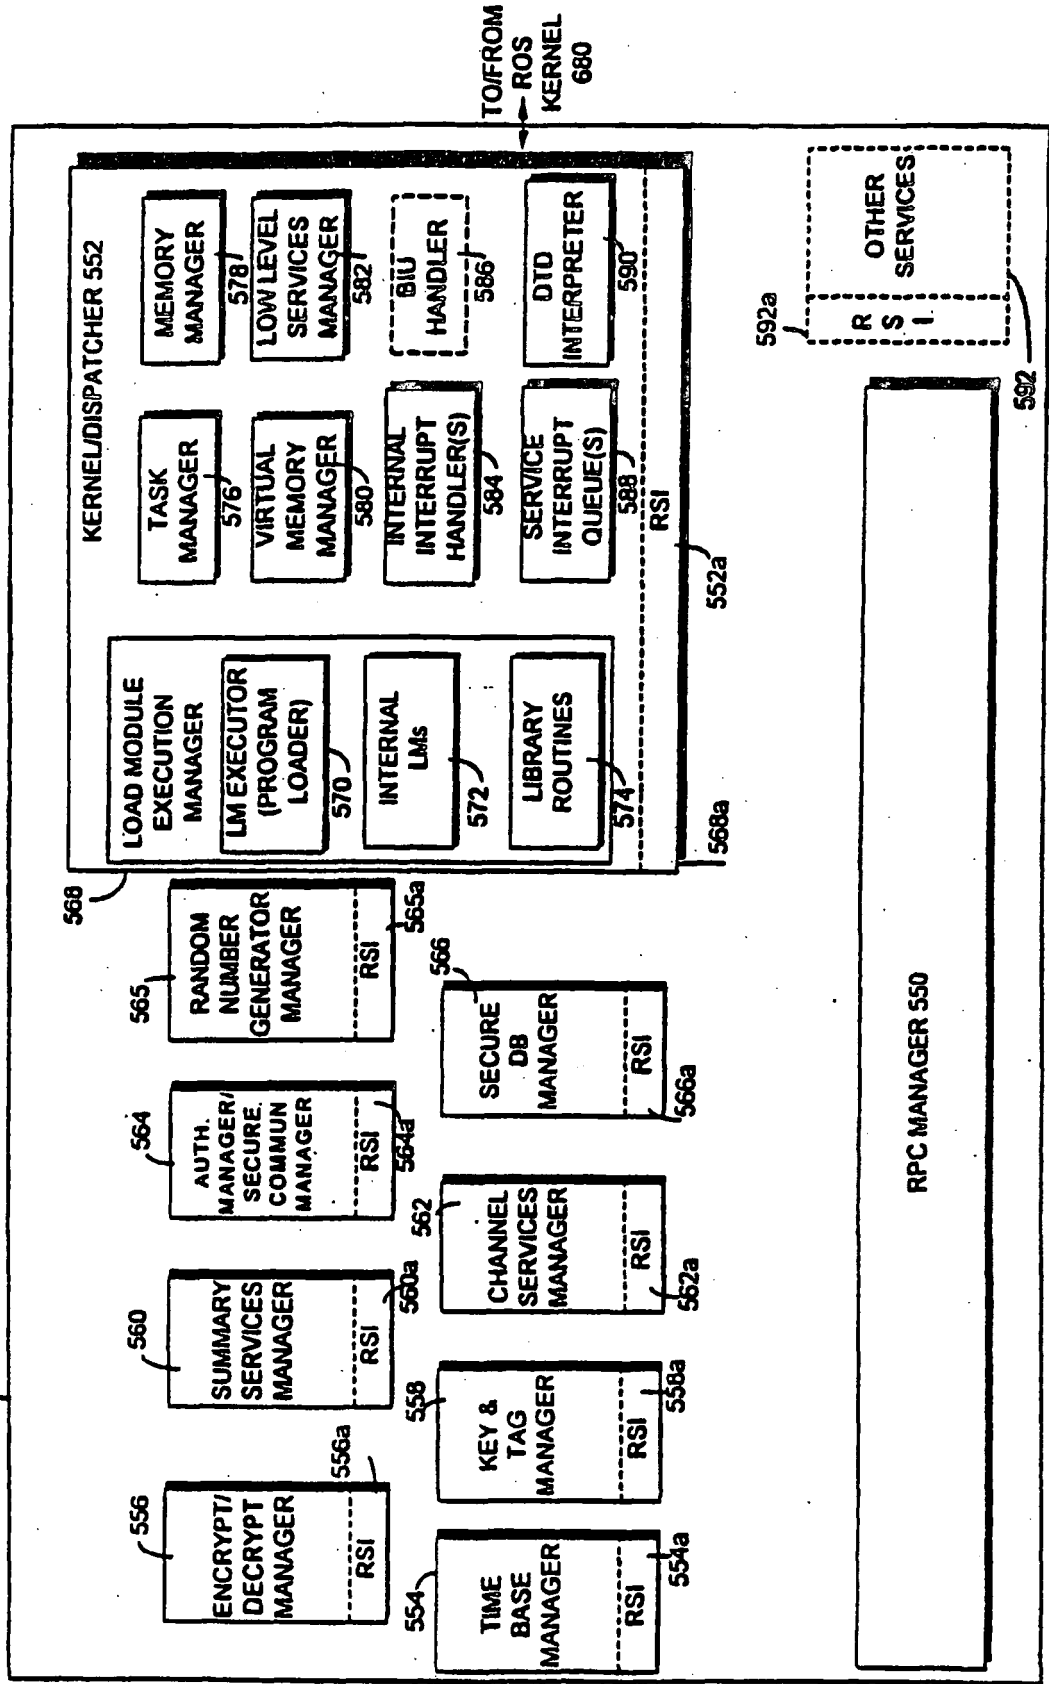 KERNEL/DISPATCHER 552
LOAD MODULE
EXECUTION
MANAGER
LM EXECUTOR
(PROGRAM
LOADER)
570
INTERNAL
LMs
572
LIBRARY
ROUTINES
574
TASK
MANAGER
576
MEMORY
MANAGER
578
VIRTUAL
MEMORY
MANAGER
580
LOW LEVEL
SERVICES
MANAGER
582
INTERNAL
INTERRUPT
HANDLER(S)
584
BIU
HANDLER
586
SERVICE
INTERRUPT
QUEUE(S)
588
DTD
INTERPRETER
590
RSI
552a
568
568a
TO/FROM
ROS
KERNEL
680
556
ENCRYPT/
DECRYPT
MANAGER
RSI
556a
560
SUMMARY
SERVICES
MANAGER
RSI
560a
564
AUTH.
MANAGER/
SECURE.
COMMUN
MANAGER
RSI
564a
565
RANDOM
NUMBER
GENERATOR
MANAGER
RSI
565a
554
TIME
BASE
MANAGER
RSI
554a
558
KEY &
TAG
MANAGER
RSI
558a
562
CHANNEL
SERVICES
MANAGER
RSI
562a
566
SECURE
DB
MANAGER
RSI
566a
RPC MANAGER 550
592a
RSI
OTHER
SERVICES
592